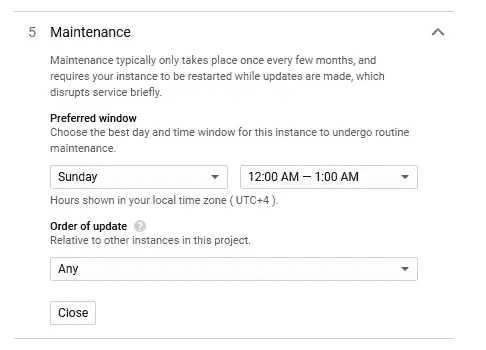 5 Maintenance
Maintenance typically only takes place once every few months, and
requires your instance to be restarted while updates are made, which
disrupts service briefly.
Preferred window
Choose the best day and time window for this instance to undergo routine
maintenance.
Sunday 12:00 AM — 1:00 AM
Hours shown in your local time zone ( UTC+4 ).
Order of update ?
Relative to other instances in this project.
Any
Close